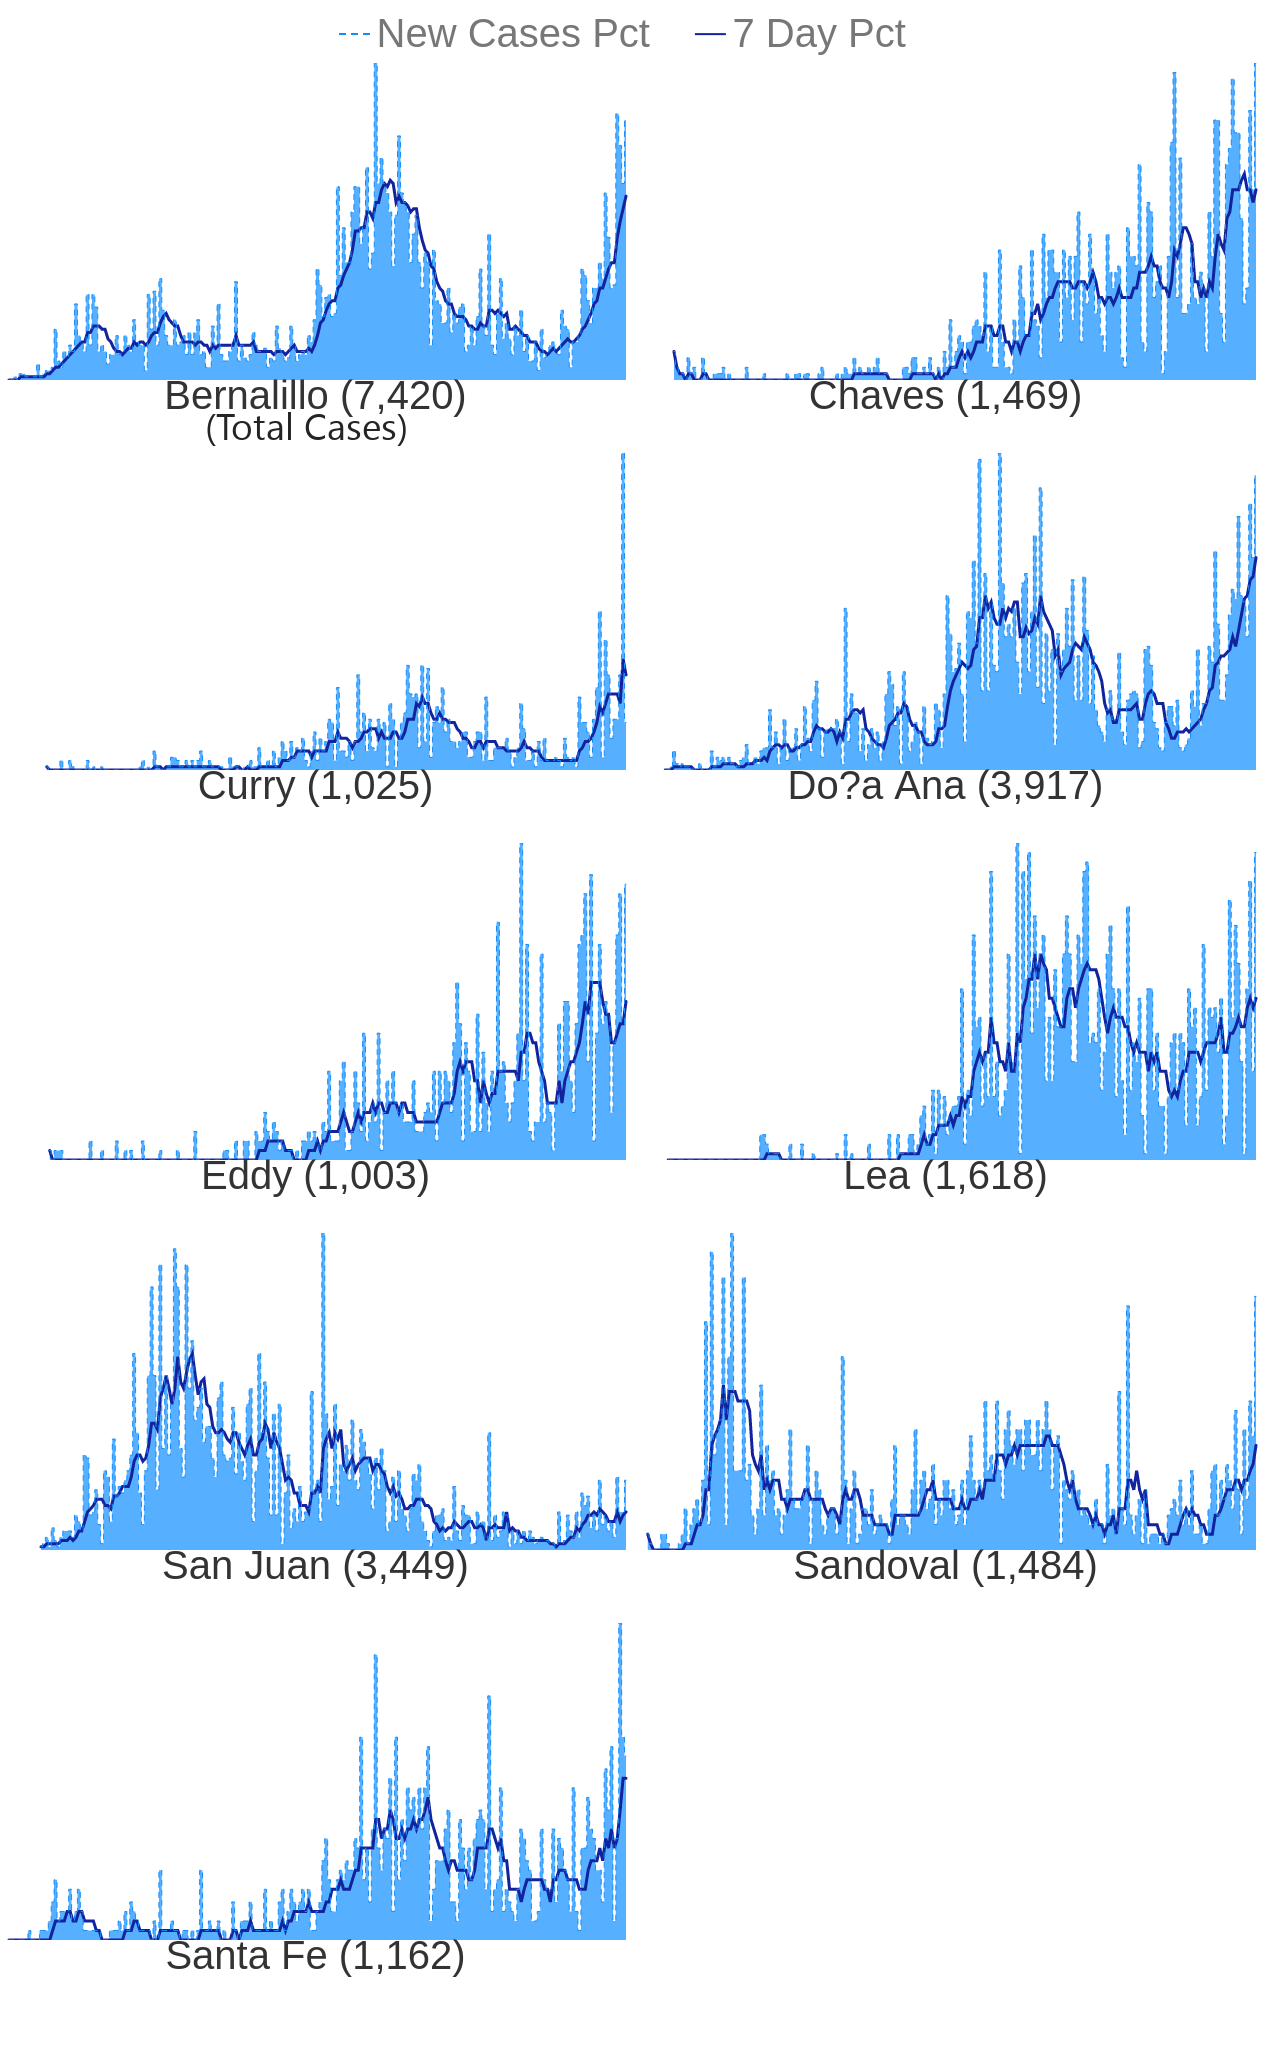 New Cases Pct 7 Day Pct
Bernalillo (7,420) Chaves (1,469)
(Total Cases)
Curry (1,025) Do?a Ana (3,917)
Eddy (1,003) Lea (1,618)
San Juan (3,449) Sandoval (1,484)
Santa Fe (1,162)